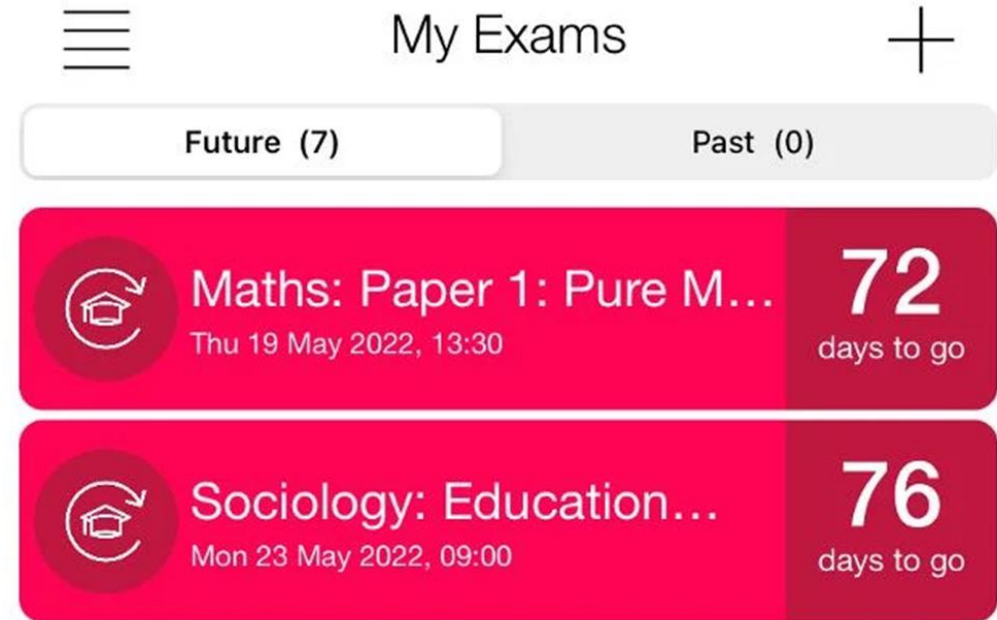 My Exams
Future (7)
Past (0)
Maths: Paper 1: Pure M...
Thu 19 May 2022, 13:30
72
days to go
Sociology: Education...
Mon 23 May 2022, 09:00
76
days to go